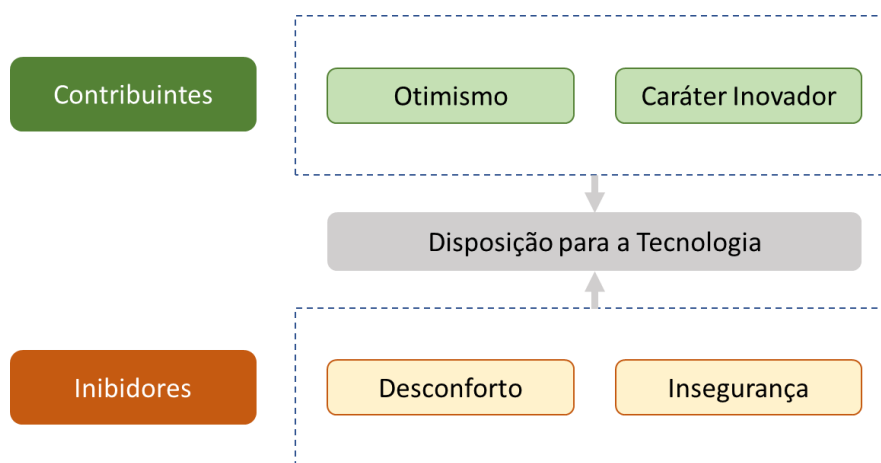 Contribuintes
Otimismo
Caráter Inovador
Disposição para a Tecnologia
Inibidores
Desconforto
Insegurança